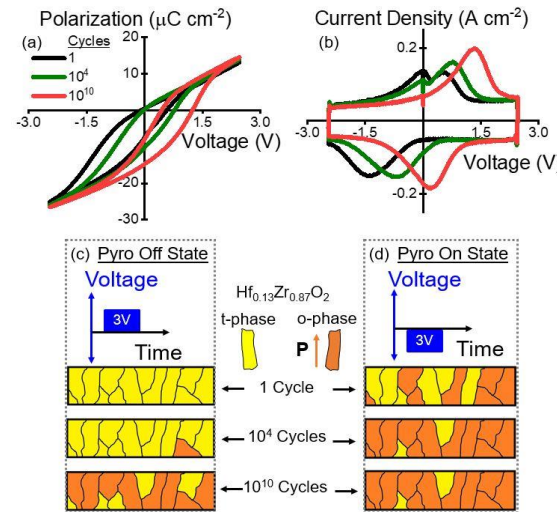 Polarization (μC cm⁻²)
(a)
Cycles
1
10⁴
10¹⁰
20
10
-3.0
-1.5
0
1.5
3.0
Voltage (V)
-20
-30
Current Density (A cm⁻²)
(b)
0.2
-3.0
-1.5
0
1.5
3.0
Voltage (V)
-0.2
(c) Pyro Off State
Voltage
3V
Time
Hf₀.₁₃Zr₀.₈₇O₂
t-phase
o-phase
P
(d) Pyro On State
Voltage
3V
Time
1 Cycle
10⁴ Cycles
10¹⁰ Cycles